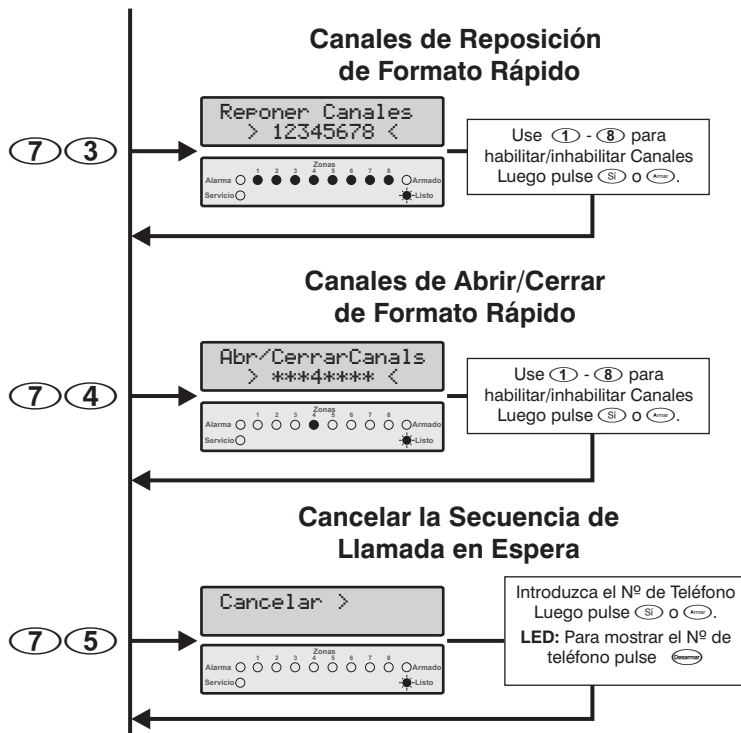 Canales de Reposición
de Formato Rápido
7 3
Reponer Canales
> 12345678 <
Zonas
1 2 3 4 5 6 7 8
Alarma Armado
Servicio Listo
Use 1 - 8 para
habilitar/inhabilitar Canales
Luego pulse Sí o Armar.
Canales de Abrir/Cerrar
de Formato Rápido
7 4
Abr/CerrarCanals
> ***4**** <
Zonas
1 2 3 4 5 6 7 8
Alarma Armado
Servicio Listo
Use 1 - 8 para
habilitar/inhabilitar Canales
Luego pulse Sí o Armar.
Cancelar la Secuencia de
Llamada en Espera
7 5
Cancelar >
Zonas
1 2 3 4 5 6 7 8
Alarma Armado
Servicio Listo
Introduzca el Nº de Teléfono
Luego pulse Sí o Armar.
LED: Para mostrar el Nº de
teléfono pulse Desarmar